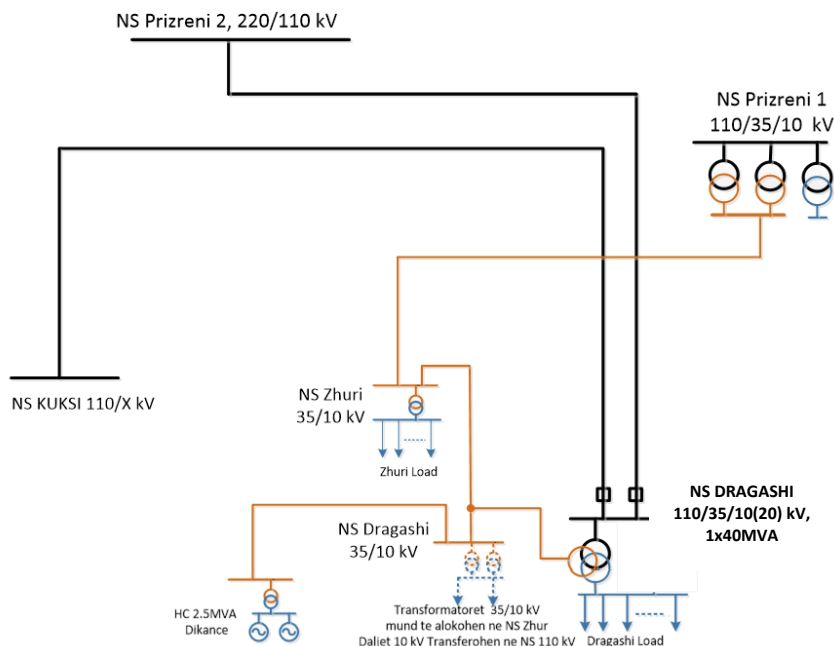 NS Prizreni 2, 220/110 kV
NS Prizreni 1
110/35/10 kV
NS KUKSI 110/X kV
NS Zhuri
35/10 kV
Zhuri Load
NS DRAGASHI
110/35/10(20) kV,
1x40MVA
NS Dragashi
35/10 kV
HC 2.5MVA
Dikance
Transformatoret 35/10 kV
mund te alokohen ne NS Zhur
Daljet 10 kV Transferohen ne NS 110 kV
Dragashi Load